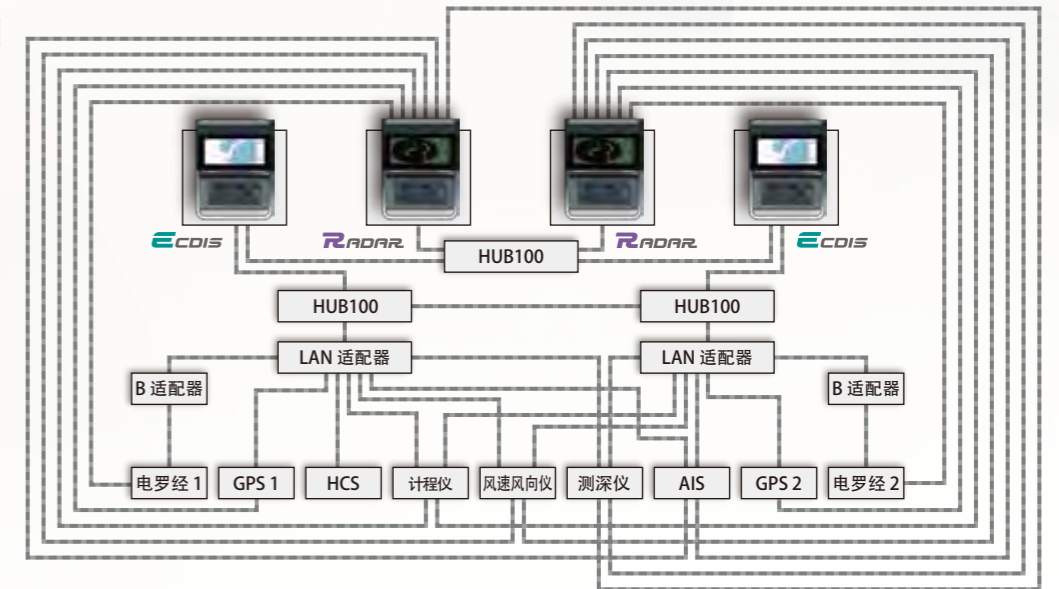 ECDIS
RADAR
RADAR
ECDIS
HUB100
HUB100
HUB100
LAN 适配器
LAN 适配器
B 适配器
B 适配器
电罗经 1
GPS 1
HCS
计程仪
风速风向仪
测深仪
AIS
GPS 2
电罗经 2